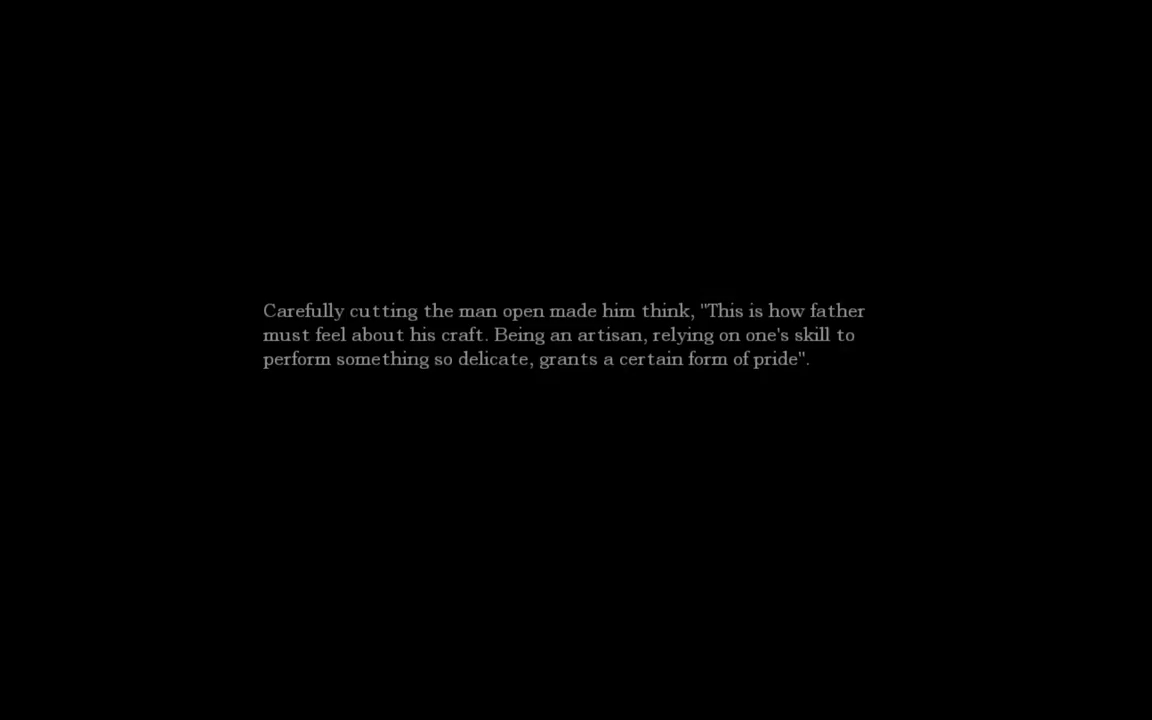 Carefully cutting the man open made him think, "This is how father
must feel about his craft. Being an artisan, relying on one's skill to
perform something so delicate, grants a certain form of pride".